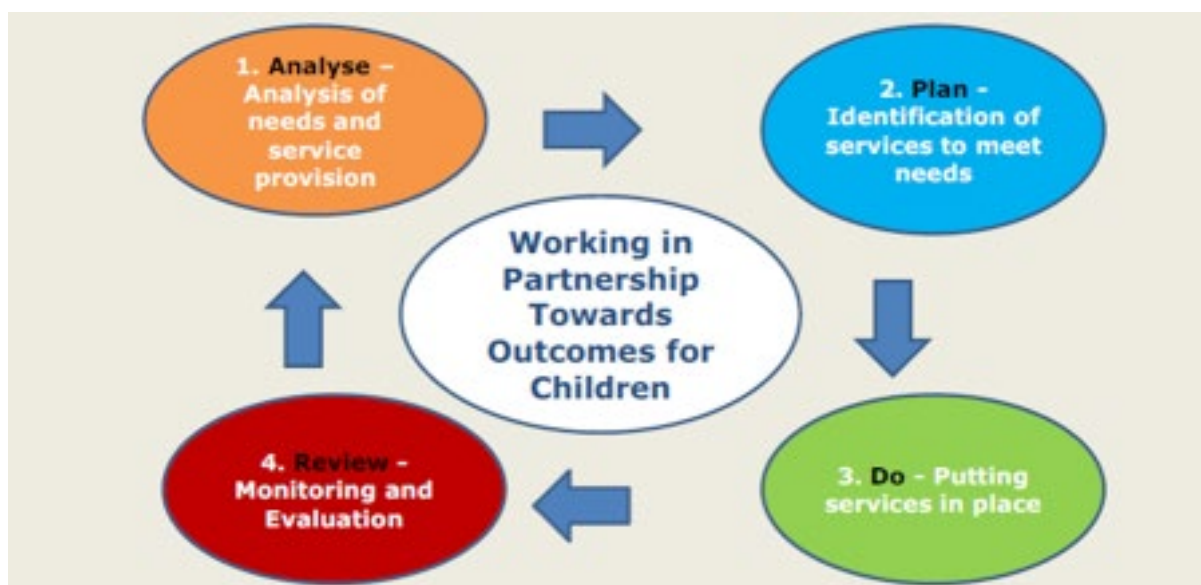 1. Analyse –
Analysis of
needs and
service
provision
2. Plan -
Identification of
services to meet
needs
Working in
Partnership
Towards
Outcomes for
Children
3. Do - Putting
services in place
4. Review -
Monitoring and
Evaluation